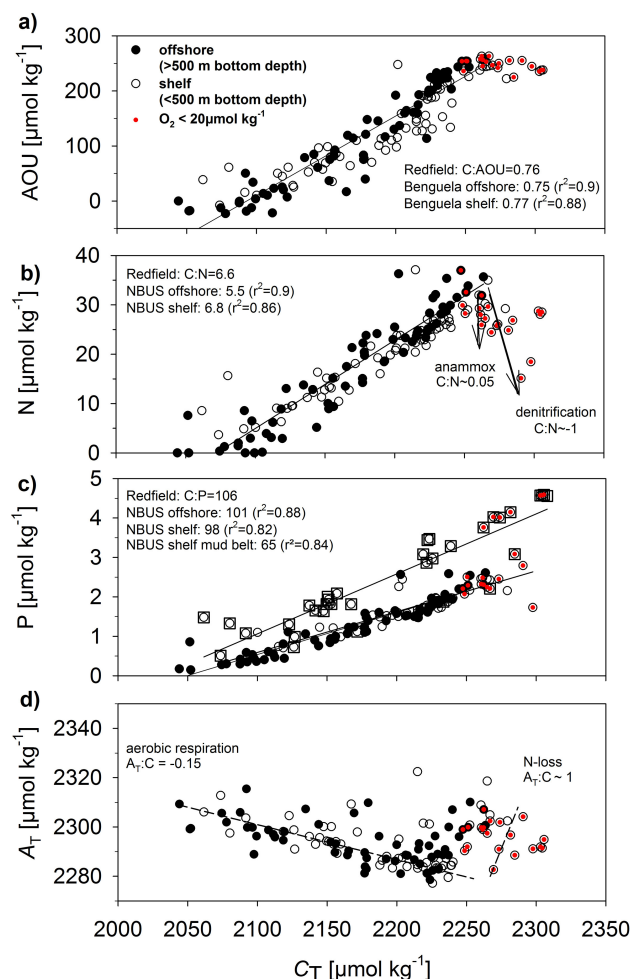 a)
300
200
100
0
AOU [µmol kg-1]
offshore
(>500 m bottom depth)
shelf
(<500 m bottom depth)
O2 < 20µmol kg-1
Redfield: C:AOU=0.76
Benguela offshore: 0.75 (r2=0.9)
Benguela shelf: 0.77 (r2=0.88)
b)
40
30
20
10
0
N [µmol kg-1]
Redfield: C:N=6.6
NBUS offshore: 5.5 (r2=0.9)
NBUS shelf: 6.8 (r2=0.86)
anammox
C:N~0.05
denitrification
C:N~-1
c)
5
4
3
2
1
0
P [µmol kg-1]
Redfield: C:P=106
NBUS offshore: 101 (r2=0.88)
NBUS shelf: 98 (r2=0.82)
NBUS shelf mud belt: 65 (r²=0.84)
d)
2340
2320
2300
2280
AT [µmol kg-1]
aerobic respiration
AT:C = -0.15
N-loss
AT:C ~ 1
2000 2050 2100 2150 2200 2250 2300 2350
CT [µmol kg-1]